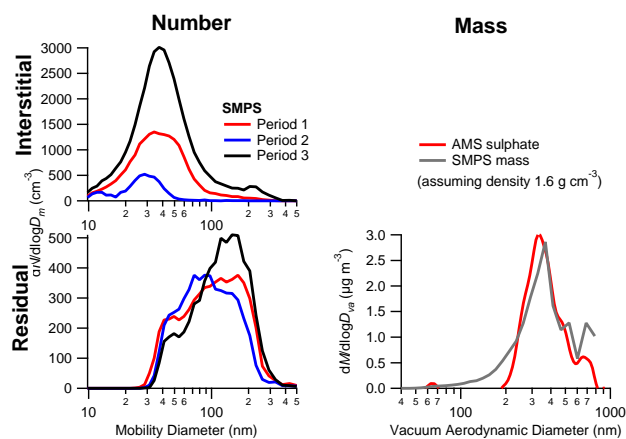 Number
Mass
Interstitial
3000
2500
2000
1500
1000
500
0
SMPS
Period 1
Period 2
Period 3
10 2 3 4 5 6 100 2 3 4 5
AMS sulphate
SMPS mass
(assuming density 1.6 g cm-3)
dN/dlogDm (cm-3)
Residual
500
400
300
200
100
0
10 2 3 4 5 6 100 2 3 4 5
Mobility Diameter (nm)
dM/dlogDva (µg m-3)
3.0
2.5
2.0
1.5
1.0
0.5
0.0
4 5 6 7 100 2 3 4 5 6 7 1000
Vacuum Aerodynamic Diameter (nm)